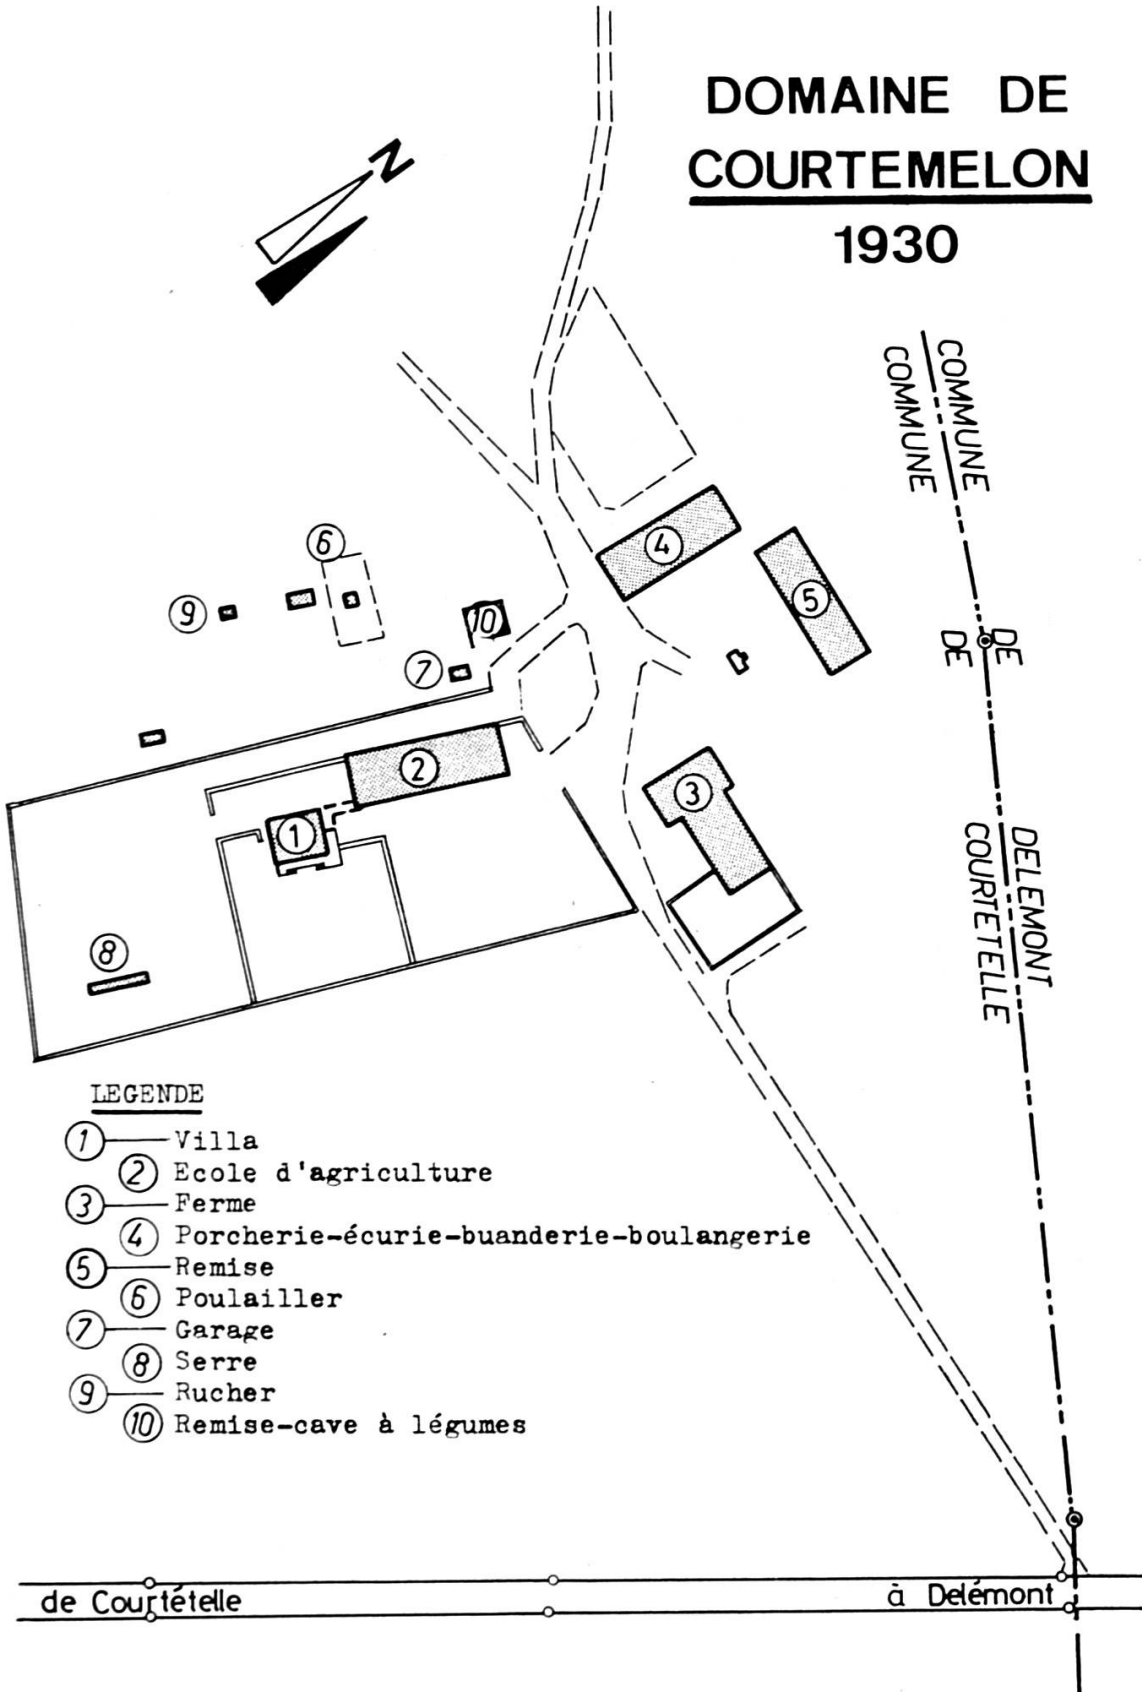 DOMAINE DE
COURTEMELON
1930
N
COMMUNE DE DELEMONT
COMMUNE DE COURTETELLE
6
4
9
10
5
7
2
3
1
8
LEGENDE
1 Villa
2 Ecole d'agriculture
3 Ferme
4 Porcherie-écurie-buanderie-boulangerie
5 Remise
6 Poulailler
7 Garage
8 Serre
9 Rucher
10 Remise-cave à légumes
de Courtételle
à Delémont